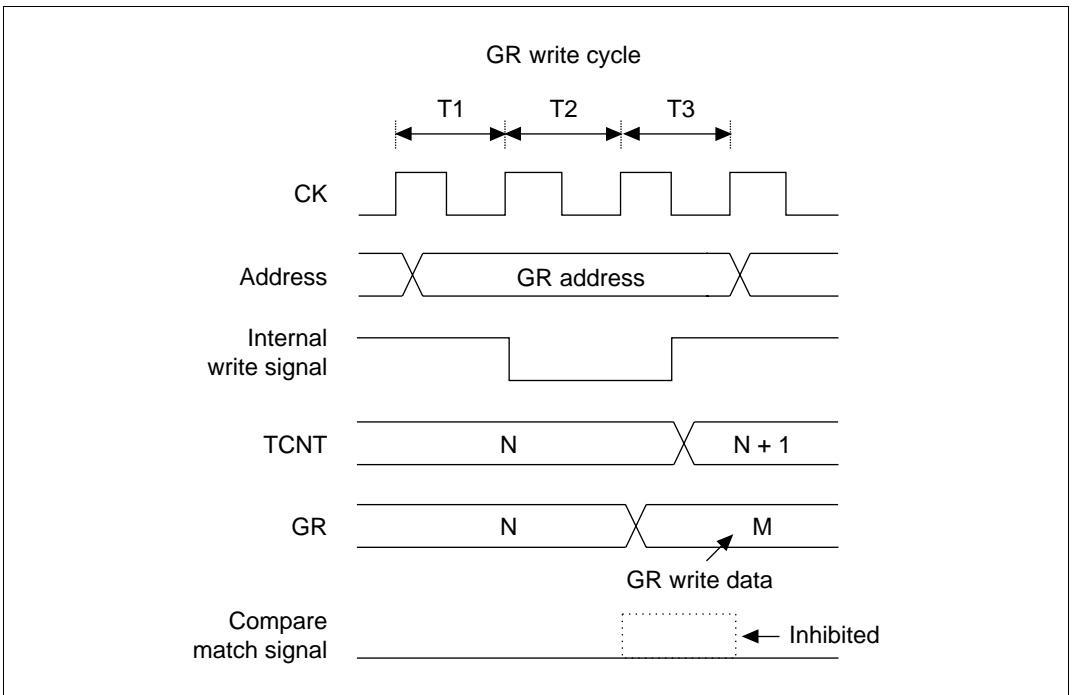 GR write cycle
T1 T2 T3
CK
Address GR address
Internal
write signal
TCNT N N + 1
GR N M
GR write data
Compare
match signal Inhibited